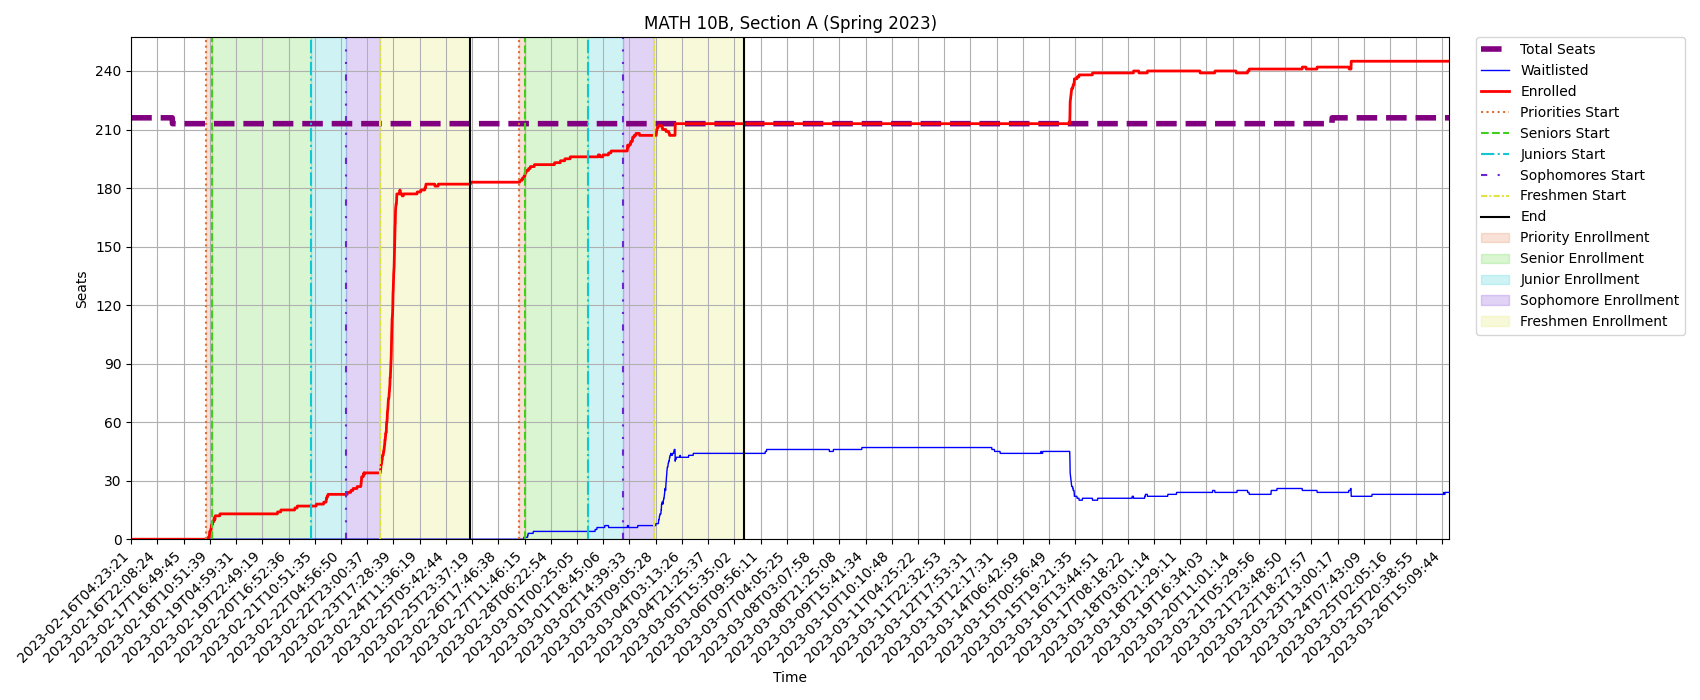 MATH 10B, Section A (Spring 2023)
Seats
240
210
180
150
120
90
60
30
0
2023-02-16T04:23:21
2023-02-16T22:08:24
2023-02-17T16:49:45
2023-02-18T10:51:39
2023-02-19T04:59:31
2023-02-19T22:49:19
2023-02-20T16:52:36
2023-02-21T10:51:35
2023-02-22T04:56:50
2023-02-22T23:00:37
2023-02-23T17:28:39
2023-02-24T11:36:19
2023-02-25T05:42:44
2023-02-25T23:37:19
2023-02-26T17:46:38
2023-02-27T11:46:15
2023-02-28T06:22:54
2023-03-01T00:25:05
2023-03-01T18:45:06
2023-03-02T14:39:33
2023-03-03T09:05:28
2023-03-04T03:13:26
2023-03-04T21:25:37
2023-03-05T15:35:02
2023-03-06T09:56:11
2023-03-07T04:05:25
2023-03-08T03:07:58
2023-03-08T21:25:08
2023-03-09T15:41:34
2023-03-10T10:10:48
2023-03-11T04:25:22
2023-03-11T22:32:53
2023-03-12T17:53:31
2023-03-13T12:17:31
2023-03-14T06:42:59
2023-03-15T00:56:49
2023-03-15T19:21:35
2023-03-16T13:44:51
2023-03-17T08:18:22
2023-03-18T03:01:14
2023-03-18T21:29:11
2023-03-19T16:34:03
2023-03-20T11:01:14
2023-03-21T05:29:56
2023-03-21T23:48:50
2023-03-22T18:27:57
2023-03-23T13:00:17
2023-03-24T07:43:09
2023-03-25T02:05:16
2023-03-25T20:38:55
2023-03-26T15:09:44
Time
Total Seats
Waitlisted
Enrolled
Priorities Start
Seniors Start
Juniors Start
Sophomores Start
Freshmen Start
End
Priority Enrollment
Senior Enrollment
Junior Enrollment
Sophomore Enrollment
Freshmen Enrollment